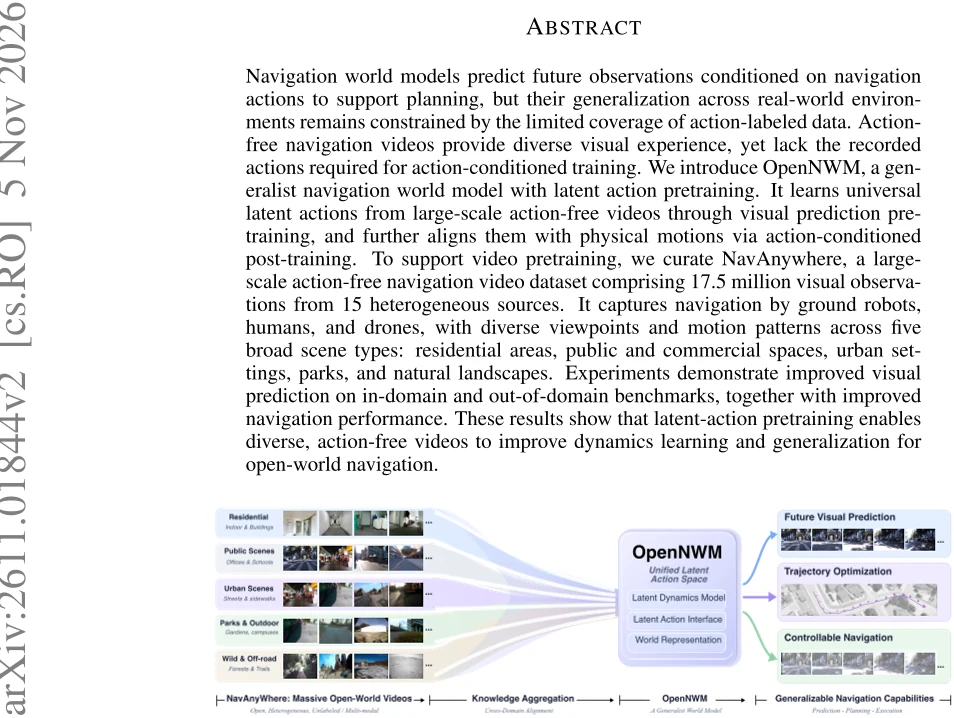 arXiv:2611.01844v2 [cs.RO] 5 Nov 2026
ABSTRACT
Navigation world models predict future observations conditioned on navigation
actions to support planning, but their generalization across real-world environ-
ments remains constrained by the limited coverage of action-labeled data. Action-
free navigation videos provide diverse visual experience, yet lack the recorded
actions required for action-conditioned training. We introduce OpenNWM, a gen-
eralist navigation world model with latent action pretraining. It learns universal
latent actions from large-scale action-free videos through visual prediction pre-
training, and further aligns them with physical motions via action-conditioned
post-training. To support video pretraining, we curate NavAnywhere, a large-
scale action-free navigation video dataset comprising 17.5 million visual observa-
tions from 15 heterogeneous sources. It captures navigation by ground robots,
humans, and drones, with diverse viewpoints and motion patterns across five
broad scene types: residential areas, public and commercial spaces, urban set-
tings, parks, and natural landscapes. Experiments demonstrate improved visual
prediction on in-domain and out-of-domain benchmarks, together with improved
navigation performance. These results show that latent-action pretraining enables
diverse, action-free videos to improve dynamics learning and generalization for
open-world navigation.
Residential
Indoor & Buildings
...
Public Scenes
Offices & Schools
...
Urban Scenes
Streets & sidewalks
...
Parks & Outdoor
Gardens, campuses
...
Wild & Off-road
Forests & Trails
...
OpenNWM
Unified Latent
Action Space
Latent Dynamics Model
Latent Action Interface
World Representation
Future Visual Prediction
...
Trajectory Optimization
Controllable Navigation
...
NavAnyWhere: Massive Open-World Videos
Open, Heterogeneous, Unlabeled / Multi-modal
Knowledge Aggregation
Cross-Domain Alignment
OpenNWM
A Generalist World Model
Generalizable Navigation Capabilities
Prediction - Planning - Execution